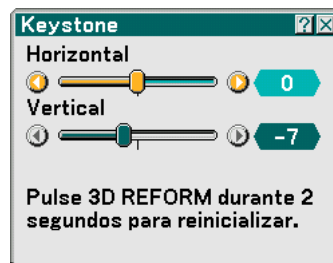 Keystone ? X
Horizontal
0
Vertical
-7
Pulse 3D REFORM durante 2
segundos para reinicializar.